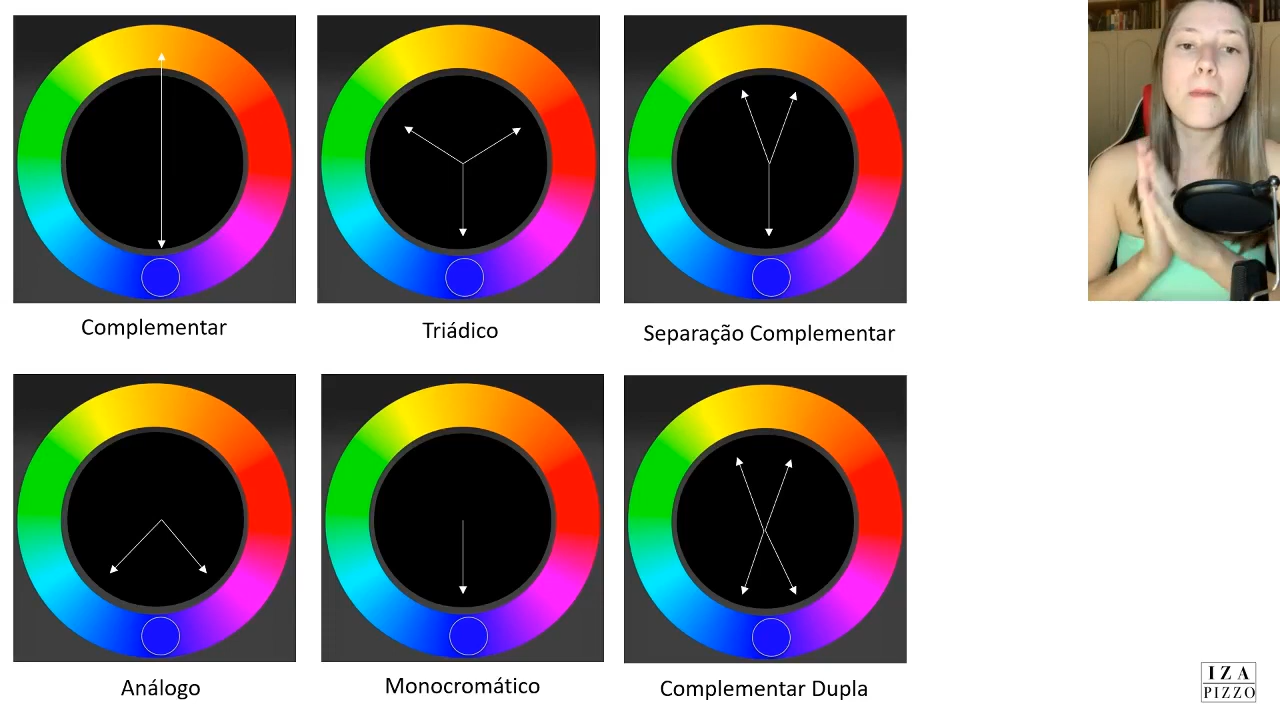 Complementar
Triádico
Separação Complementar
Análogo
Monocromático
Complementar Dupla
IZA
PIZZO